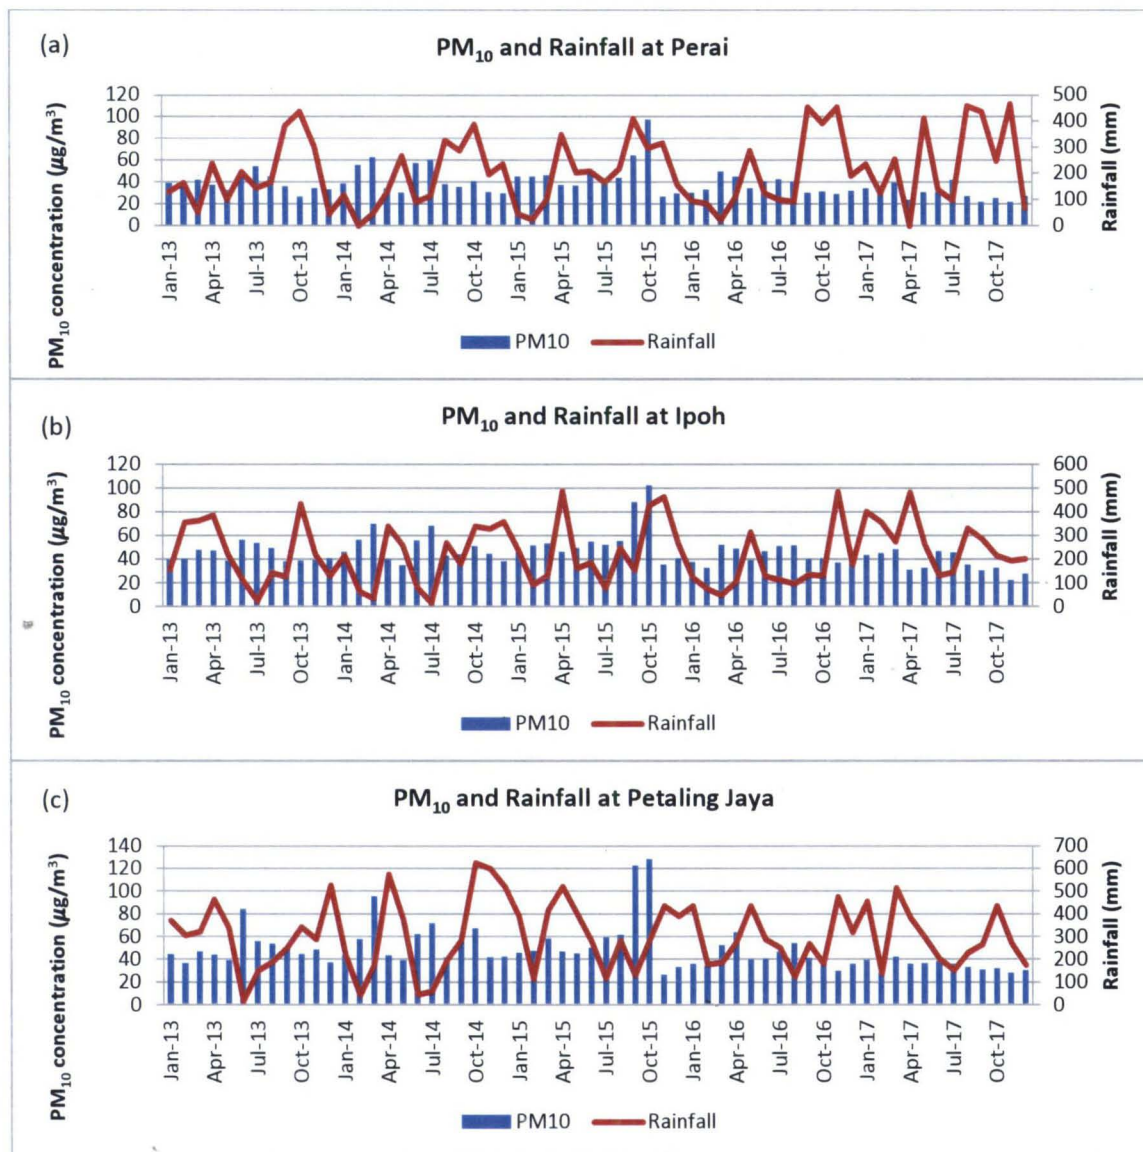 (a)
PM10 and Rainfall at Perai
PM10 concentration (µg/m³)
120
100
80
60
40
20
0
500
400
300
200
100
0
Rainfall (mm)
Jan-13 Apr-13 Jul-13 Oct-13 Jan-14 Apr-14 Jul-14 Oct-14 Jan-15 Apr-15 Jul-15 Oct-15 Jan-16 Apr-16 Jul-16 Oct-16 Jan-17 Apr-17 Jul-17 Oct-17
PM10 Rainfall
(b)
PM10 and Rainfall at Ipoh
PM10 concentration (µg/m³)
120
100
80
60
40
20
0
600
500
400
300
200
100
0
Rainfall (mm)
Jan-13 Apr-13 Jul-13 Oct-13 Jan-14 Apr-14 Jul-14 Oct-14 Jan-15 Apr-15 Jul-15 Oct-15 Jan-16 Apr-16 Jul-16 Oct-16 Jan-17 Apr-17 Jul-17 Oct-17
PM10 Rainfall
(c)
PM10 and Rainfall at Petaling Jaya
PM10 concentration (µg/m³)
140
120
100
80
60
40
20
0
700
600
500
400
300
200
100
0
Rainfall (mm)
Jan-13 Apr-13 Jul-13 Oct-13 Jan-14 Apr-14 Jul-14 Oct-14 Jan-15 Apr-15 Jul-15 Oct-15 Jan-16 Apr-16 Jul-16 Oct-16 Jan-17 Apr-17 Jul-17 Oct-17
PM10 Rainfall